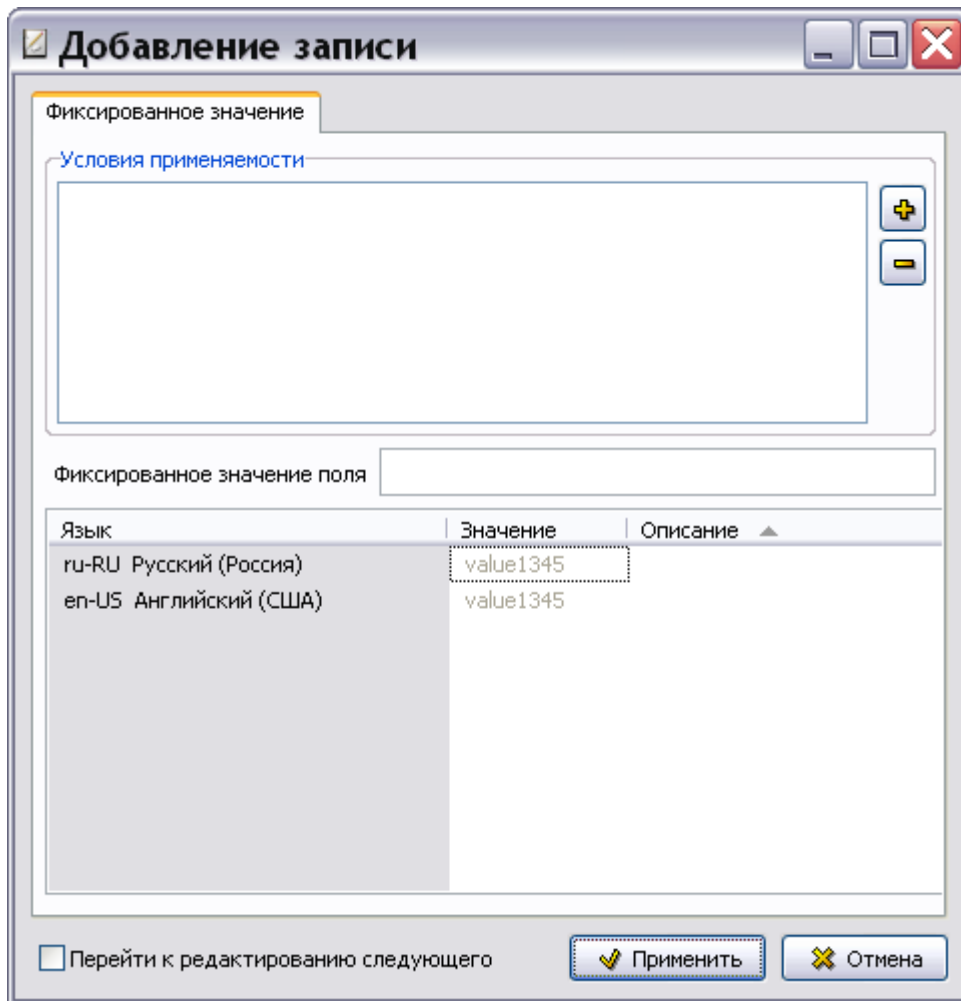 Добавление записи
Фиксированное значение
Условия применяемости
Фиксированное значение поля
Язык Значение Описание
ru-RU Русский (Россия) value1345
en-US Английский (США) value1345
Перейти к редактированию следующего Применить Отмена